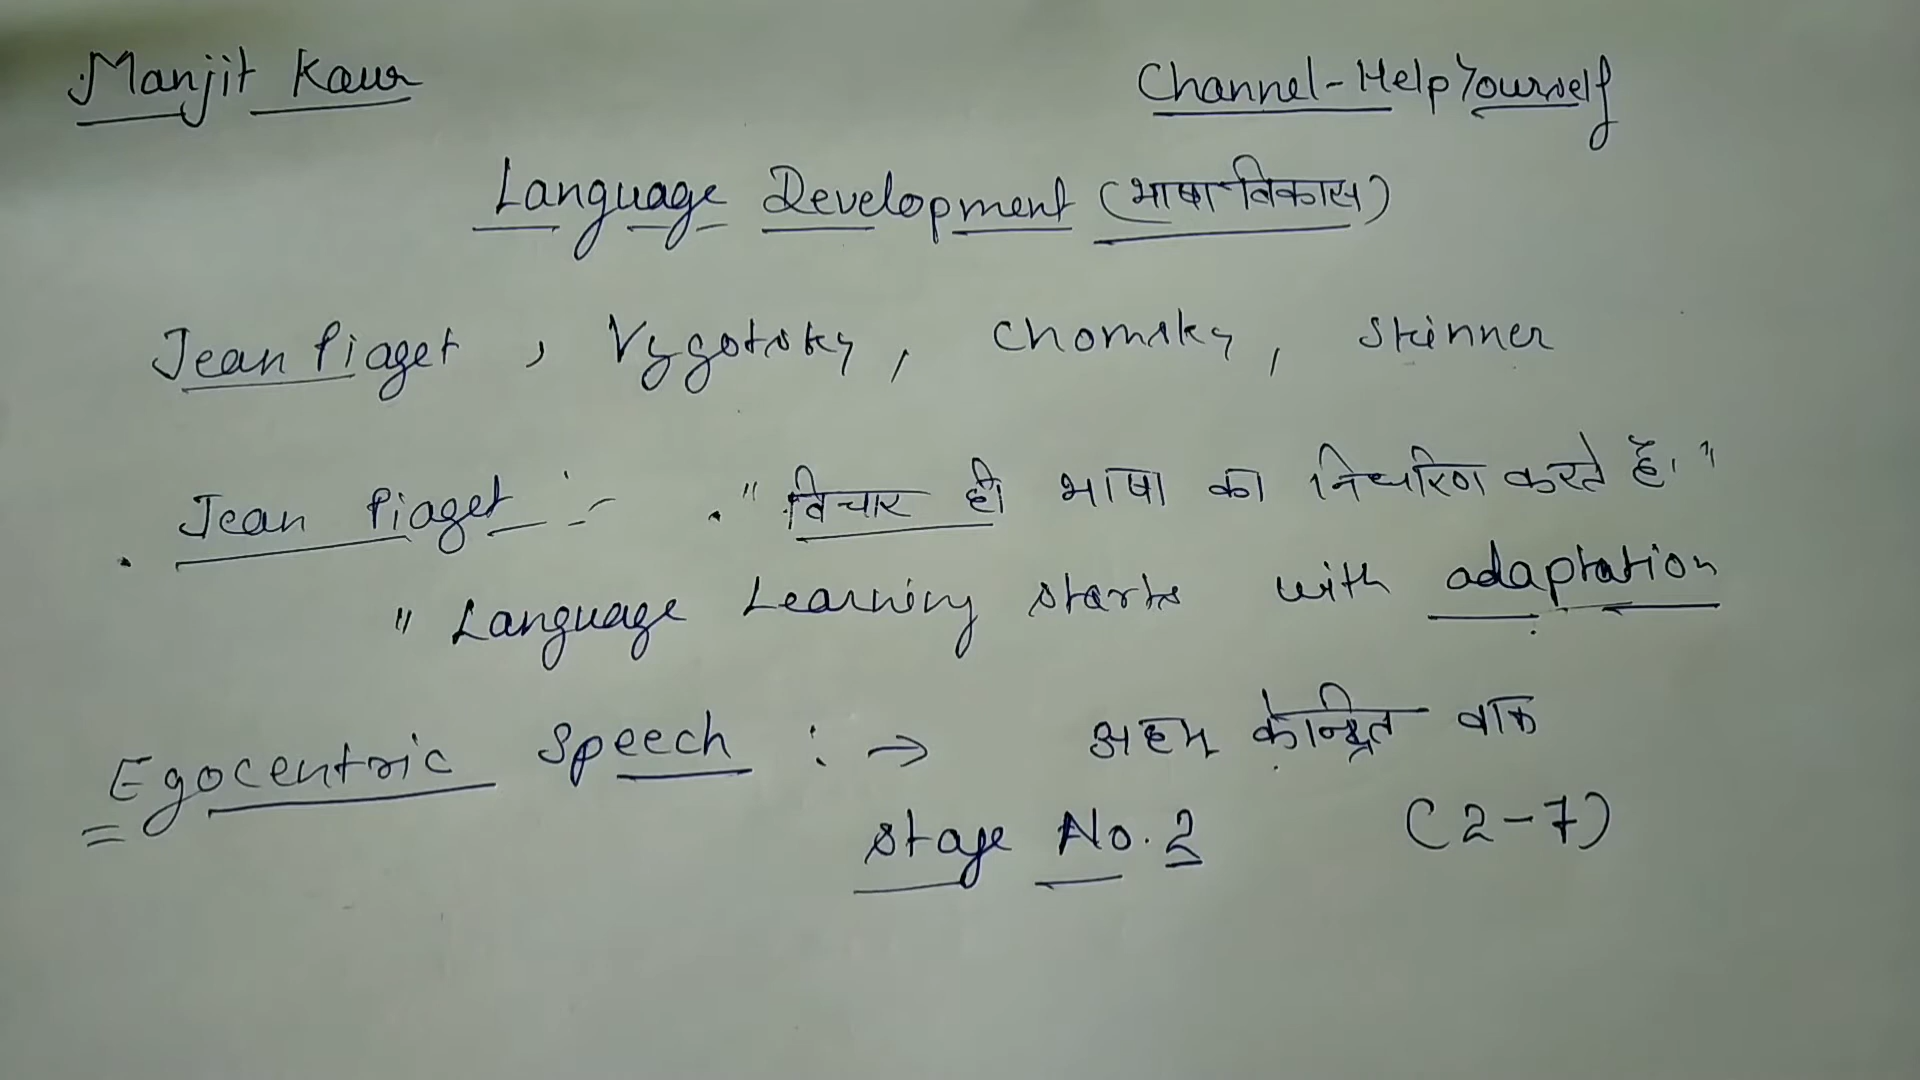 Manjit Kaur Channel-HelpYourself
Language Development (भाषा विकास)
Jean Piaget , Vygotsky , Chomsky , Skinner
. Jean Piaget :- . "विचार ही भाषा का निर्धारण करते हैं."
" Language Learning starts with adaptation
Egocentric Speech : → अहम केन्द्रित वाक
Stage No. 2 (2-7)